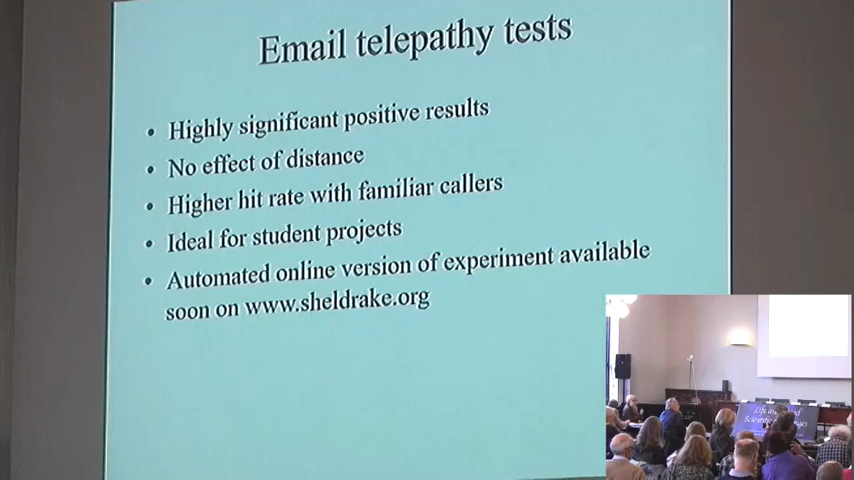 Email telepathy tests
• Highly significant positive results
• No effect of distance
• Higher hit rate with familiar callers
• Ideal for student projects
• Automated online version of experiment available
soon on www.sheldrake.org
Life